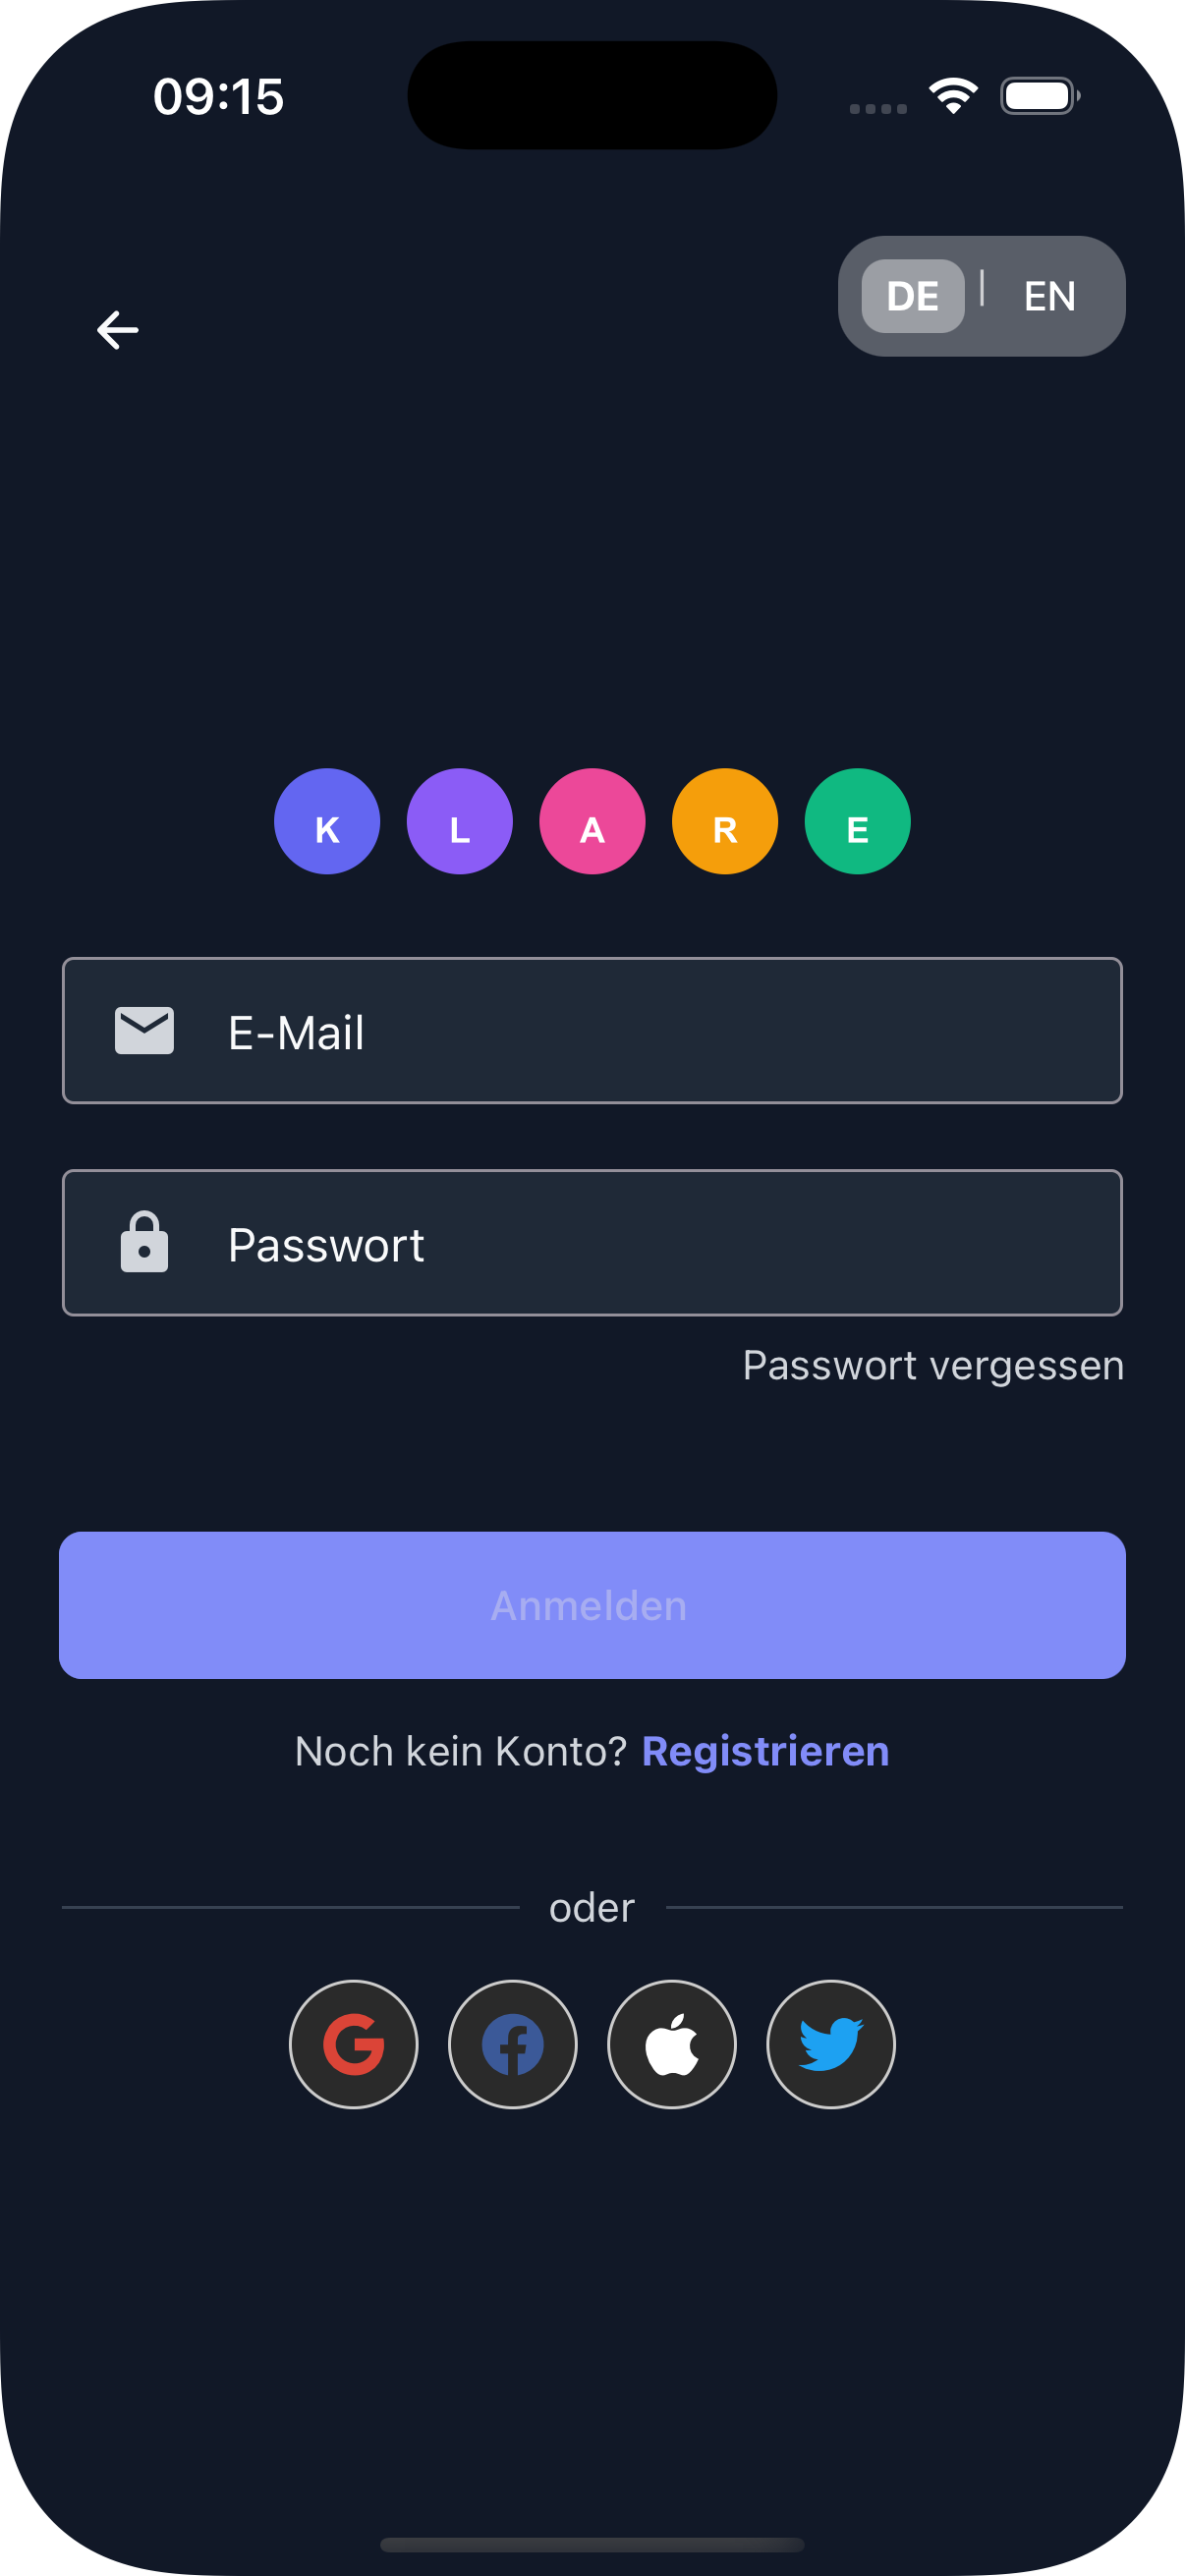 09:15
DE | EN
K L A R E
E-Mail
Passwort
Passwort vergessen
Anmelden
Noch kein Konto? Registrieren
oder